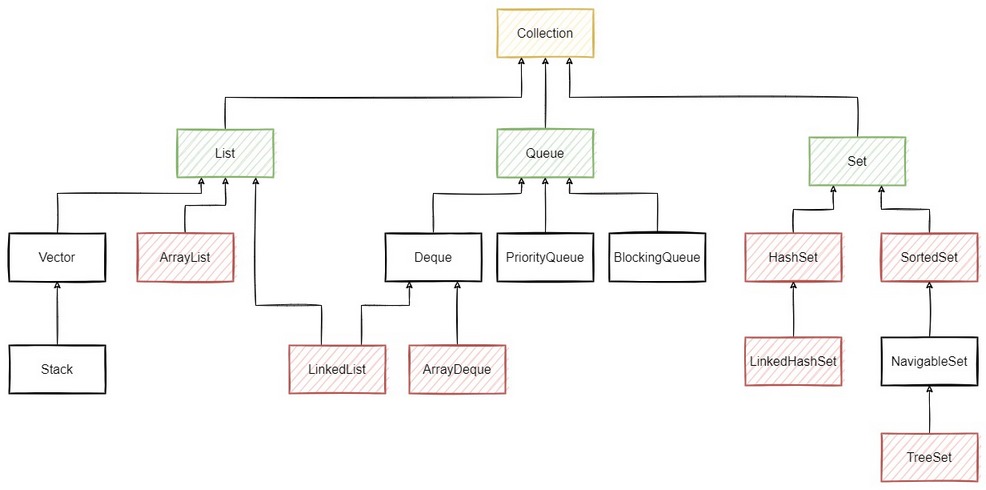 Collection
List
Queue
Set
Vector
ArrayList
Deque
PriorityQueue
BlockingQueue
HashSet
SortedSet
Stack
LinkedList
ArrayDeque
LinkedHashSet
NavigableSet
TreeSet